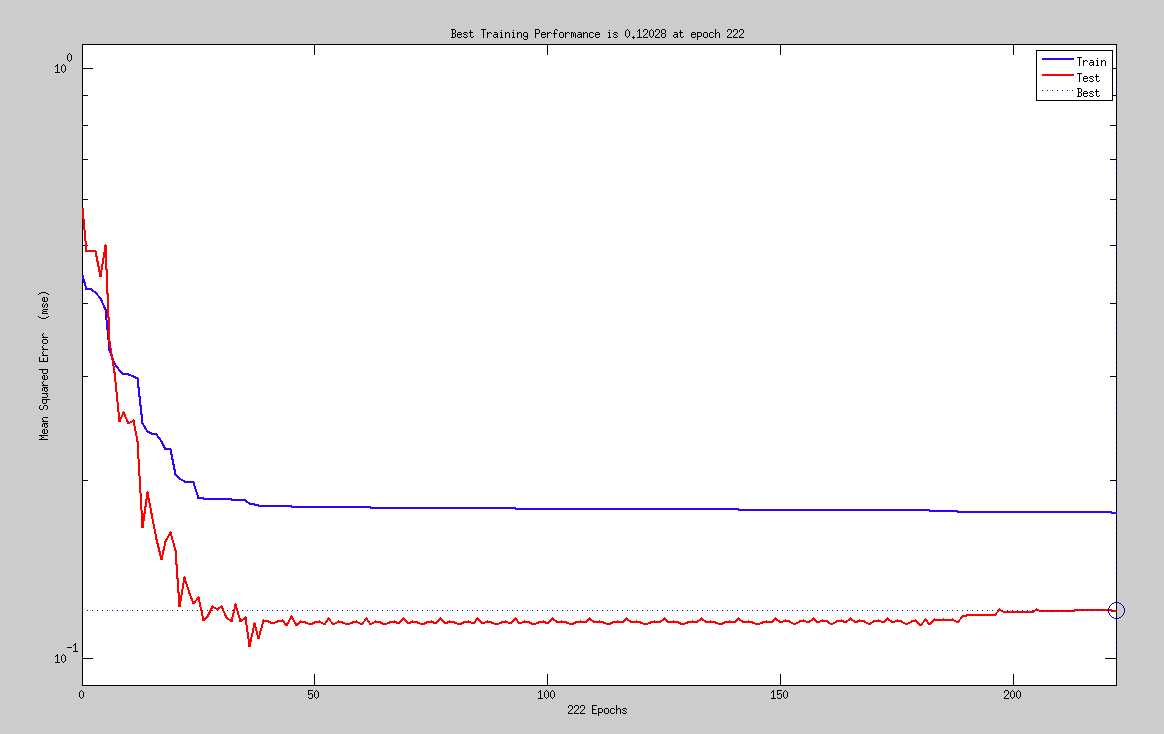 Best Training Performance is 0.12028 at epoch 222
10^0
Train
Test
Best
Mean Squared Error (mse)
10^-1
0 50 100 150 200
222 Epochs